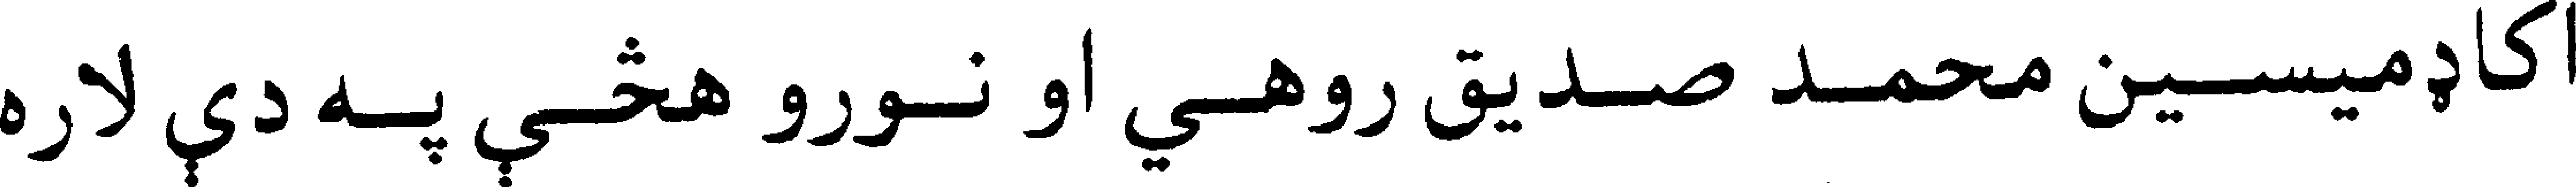 اکاډمیسین محمد صدیق روهي او نورو هڅې په دې لاره